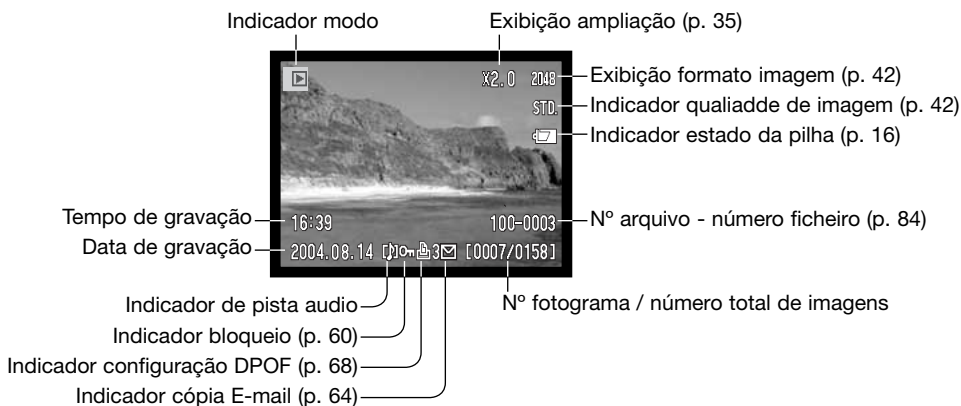 Indicador modo
Exibição ampliação (p. 35)
X2.0 2048
Exibição formato imagem (p. 42)
STD.
Indicador qualiadde de imagem (p. 42)
Indicador estado da pilha (p. 16)
Tempo de gravação
16:39
100-0003
Nº arquivo - número ficheiro (p. 84)
Data de gravação
2004.08.14
3
[0007/0158]
Indicador de pista audio
Nº fotograma / número total de imagens
Indicador bloqueio (p. 60)
Indicador configuração DPOF (p. 68)
Indicador cópia E-mail (p. 64)